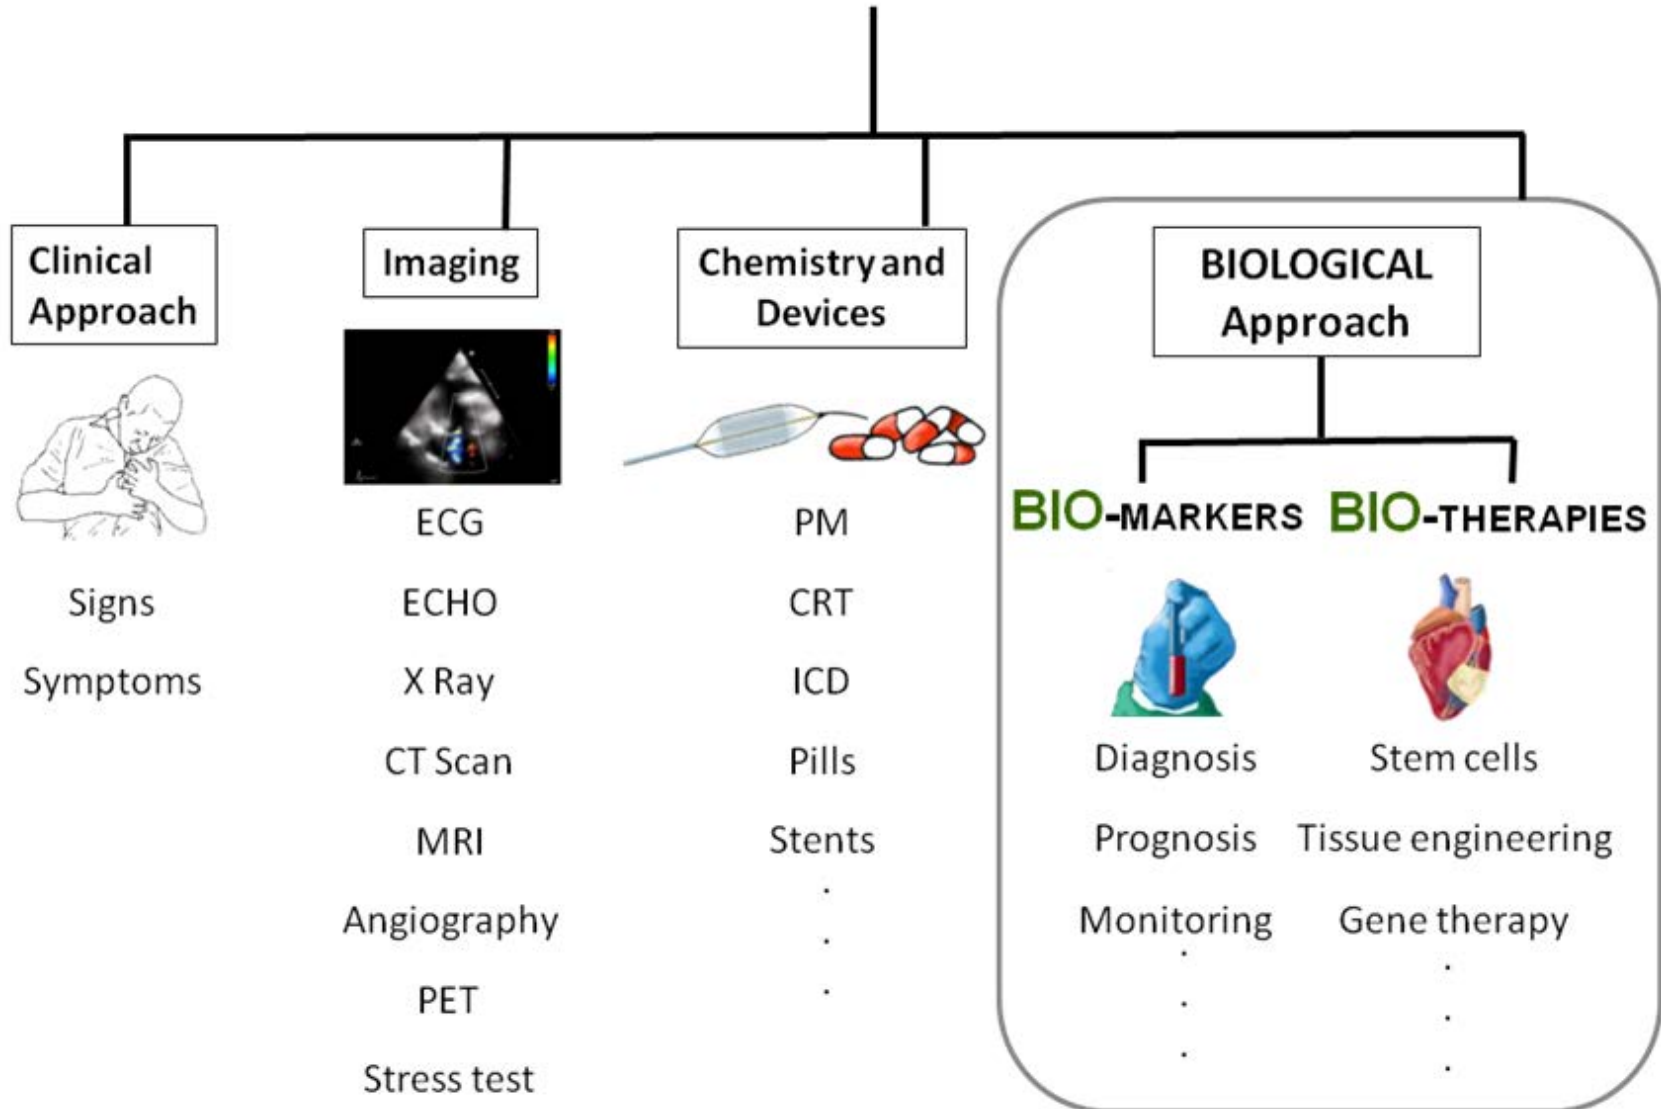 Clinical
Approach
Signs
Symptoms
Imaging
ECG
ECHO
X Ray
CT Scan
MRI
Angiography
PET
Stress test
Chemistry and
Devices
PM
CRT
ICD
Pills
Stents
.
.
.
BIOLOGICAL
Approach
BIO-MARKERS
Diagnosis
Prognosis
Monitoring
.
.
.
BIO-THERAPIES
Stem cells
Tissue engineering
Gene therapy
.
.
.